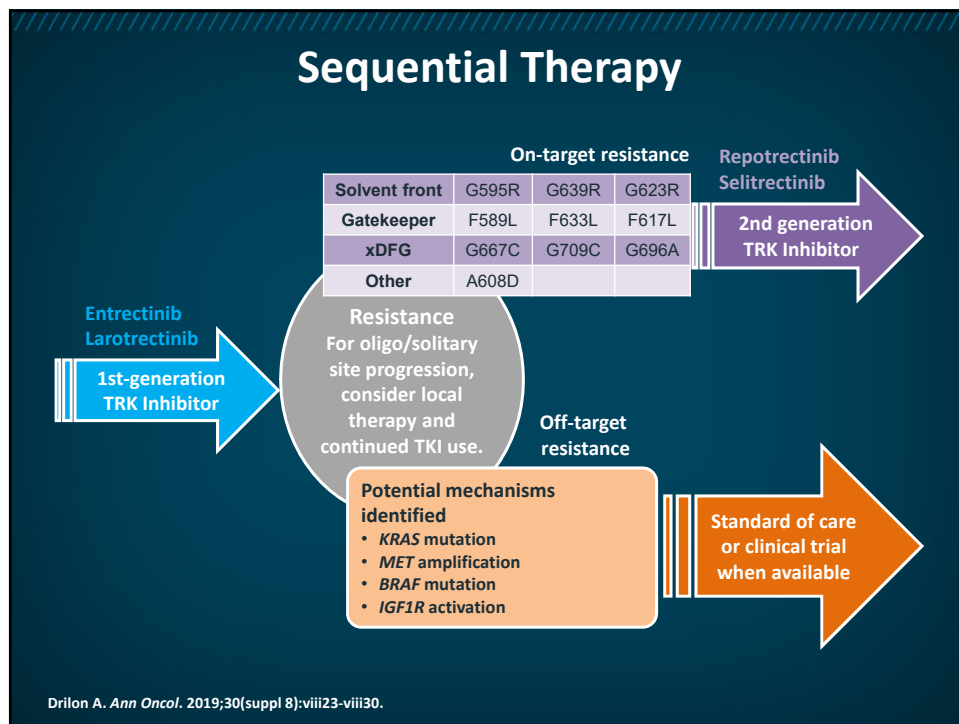 Sequential Therapy
On-target resistance
Repotrectinib
Selitrectinib
Solvent front G595R G639R G623R
Gatekeeper F589L F633L F617L
xDFG G667C G709C G696A
Other A608D
2nd generation
TRK Inhibitor
Entrectinib
Larotrectinib
1st-generation
TRK Inhibitor
Resistance
For oligo/solitary
site progression,
consider local
therapy and
continued TKI use.
Off-target
resistance
Potential mechanisms
identified
• KRAS mutation
• MET amplification
• BRAF mutation
• IGF1R activation
Standard of care
or clinical trial
when available
Drilon A. Ann Oncol. 2019;30(suppl 8):viii23-viii30.